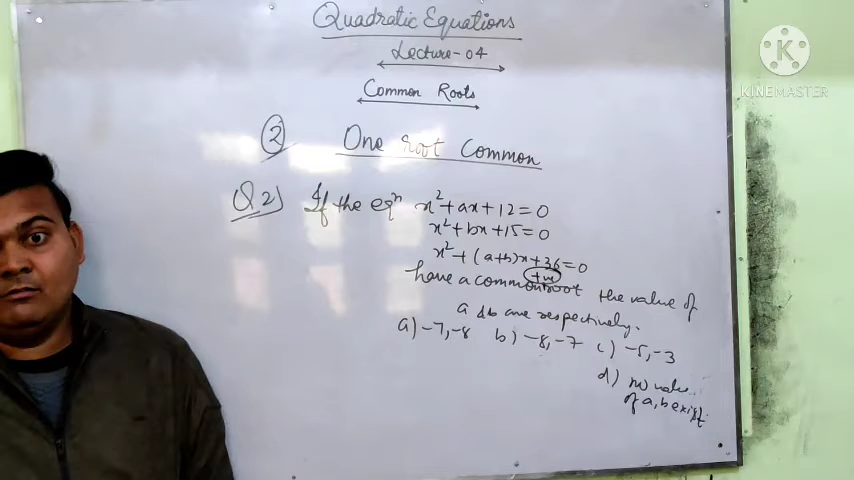 Quadratic Equations
Lecture-04
Common Roots
② One root Common
Q.2) If the eqⁿ x²+ax+12=0
x²+bx+15=0
x²+(a+b)x+36=0
+ve
have a common root the value of
a &b are respectively.
a) -7,-8 b) -8,-7 c) -5,-3
d) no value
of a,b exist.
K
KINEMASTER